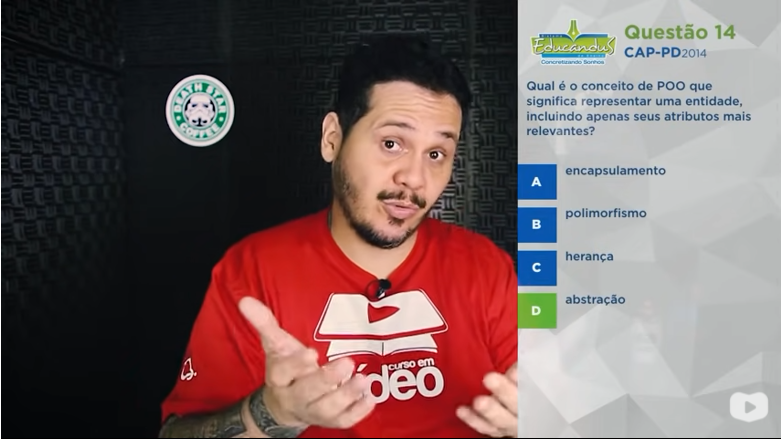 DEATH STAR
COFFEE
curso em
vídeo
Educandus
Concretizando Sonhos
Questão 14
CAP-PD2014
Qual é o conceito de POO que
significa representar uma entidade,
incluindo apenas seus atributos mais
relevantes?
A encapsulamento
B polimorfismo
C herança
D abstração